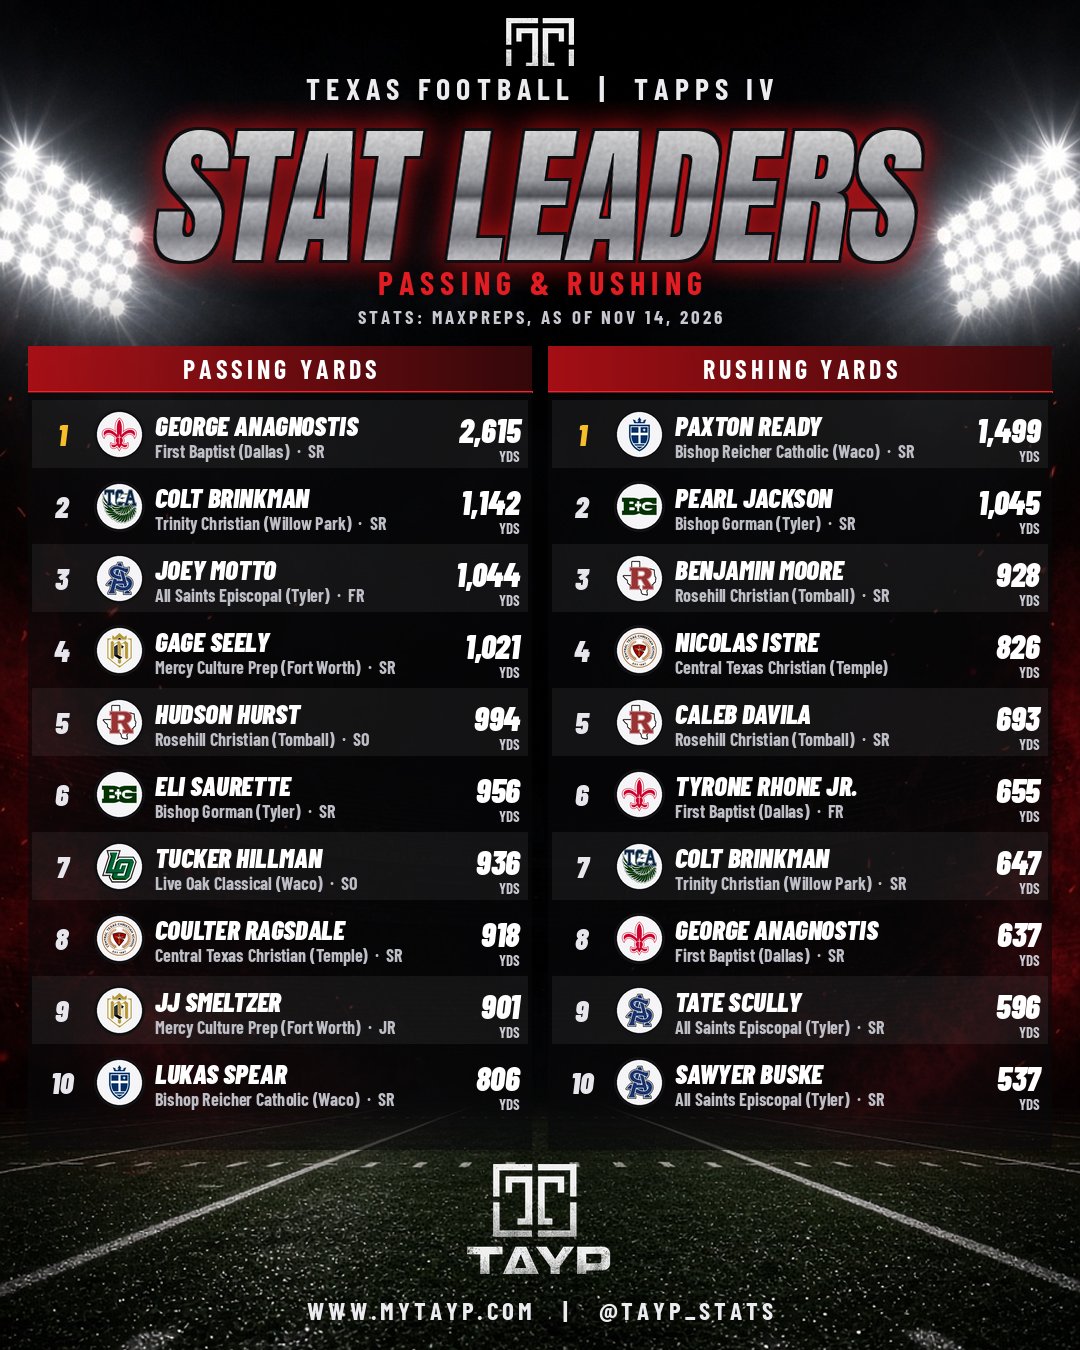 TEXAS FOOTBALL | TAPPS IV
STAT LEADERS
PASSING & RUSHING
STATS: MAXPREPS, AS OF NOV 14, 2026
PASSING YARDS
1 GEORGE ANAGNOSTIS 2,615
First Baptist (Dallas) · SR YDS
2 TCA COLT BRINKMAN 1,142
Trinity Christian (Willow Park) · SR YDS
3 JOEY MOTTO 1,044
All Saints Episcopal (Tyler) · FR YDS
4 GAGE SEELY 1,021
Mercy Culture Prep (Fort Worth) · SR YDS
5 R HUDSON HURST 994
Rosehill Christian (Tomball) · SO YDS
6 BG ELI SAURETTE 956
Bishop Gorman (Tyler) · SR YDS
7 LO TUCKER HILLMAN 936
Live Oak Classical (Waco) · SO YDS
8 COULTER RAGSDALE 918
Central Texas Christian (Temple) · SR YDS
9 JJ SMELTZER 901
Mercy Culture Prep (Fort Worth) · JR YDS
10 LUKAS SPEAR 806
Bishop Reicher Catholic (Waco) · SR YDS
RUSHING YARDS
1 PAXTON READY 1,499
Bishop Reicher Catholic (Waco) · SR YDS
2 BG PEARL JACKSON 1,045
Bishop Gorman (Tyler) · SR YDS
3 R BENJAMIN MOORE 928
Rosehill Christian (Tomball) · SR YDS
4 NICOLAS ISTRE 826
Central Texas Christian (Temple) YDS
5 R CALEB DAVILA 693
Rosehill Christian (Tomball) · SR YDS
6 TYRONE RHONE JR. 655
First Baptist (Dallas) · FR YDS
7 TCA COLT BRINKMAN 647
Trinity Christian (Willow Park) · SR YDS
8 GEORGE ANAGNOSTIS 637
First Baptist (Dallas) · SR YDS
9 TATE SCULLY 596
All Saints Episcopal (Tyler) · SR YDS
10 SAWYER BUSKE 537
All Saints Episcopal (Tyler) · SR YDS
TAYP
WWW.MYTAYP.COM | @TAYP_STATS